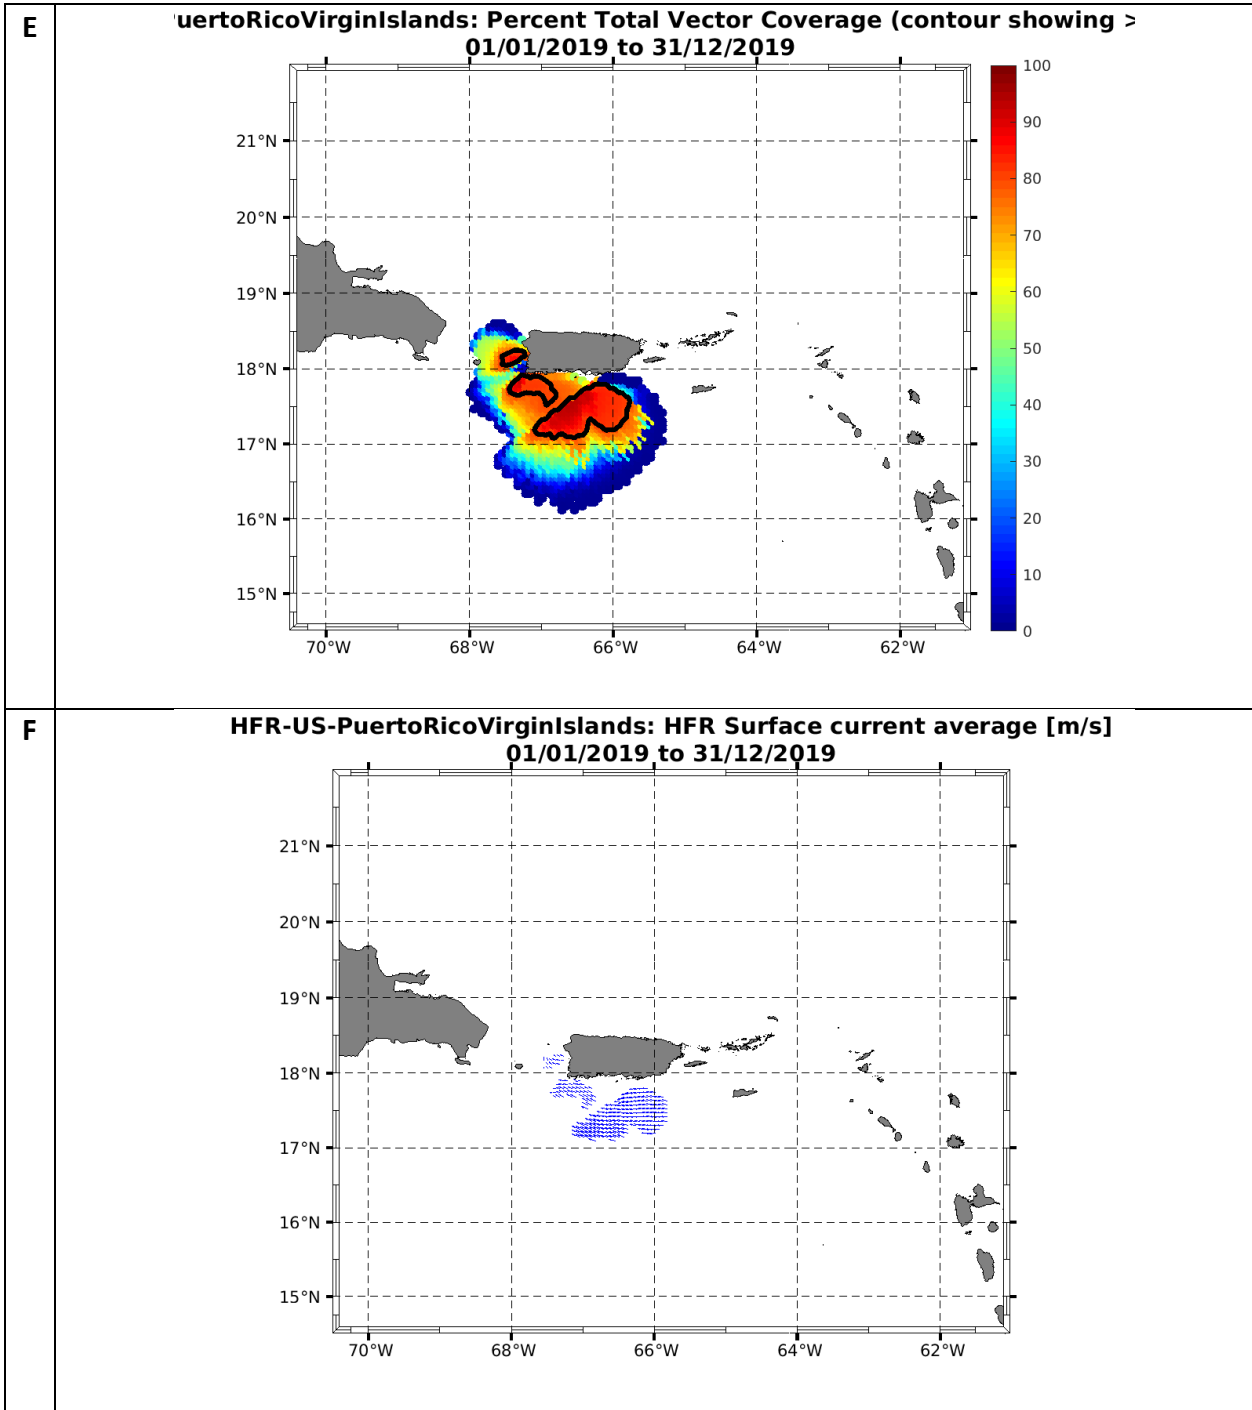 E
uertoRicoVirginIslands: Percent Total Vector Coverage (contour showing >
01/01/2019 to 31/12/2019
21°N
20°N
19°N
18°N
17°N
16°N
15°N
70°W 68°W 66°W 64°W 62°W
100
90
80
70
60
50
40
30
20
10
0
F
HFR-US-PuertoRicoVirginIslands: HFR Surface current average [m/s]
01/01/2019 to 31/12/2019
21°N
20°N
19°N
18°N
17°N
16°N
15°N
70°W 68°W 66°W 64°W 62°W